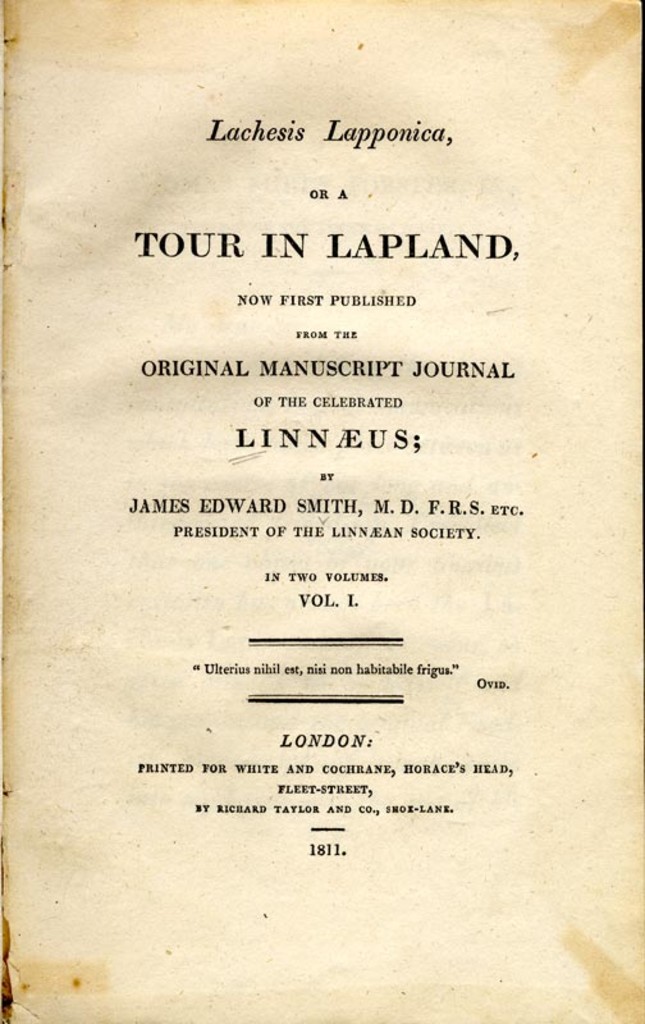 Lachesis Lapponica,
OR A
TOUR IN LAPLAND,
NOW FIRST PUBLISHED
FROM THE
ORIGINAL MANUSCRIPT JOURNAL
OF THE CELEBRATED
LINNÆUS;
BY
JAMES EDWARD SMITH, M. D. F. R. S. ETC.
PRESIDENT OF THE LINNÆAN SOCIETY.
IN TWO VOLUMES.
VOL. I.
“ Ulterius nihil est, nisi non habitabile frigus.”
OVID.
LONDON:
PRINTED FOR WHITE AND COCHRANE, HORACE'S HEAD,
FLEET-STREET,
BY RICHARD TAYLOR AND CO., SHOE-LANE.
1811.